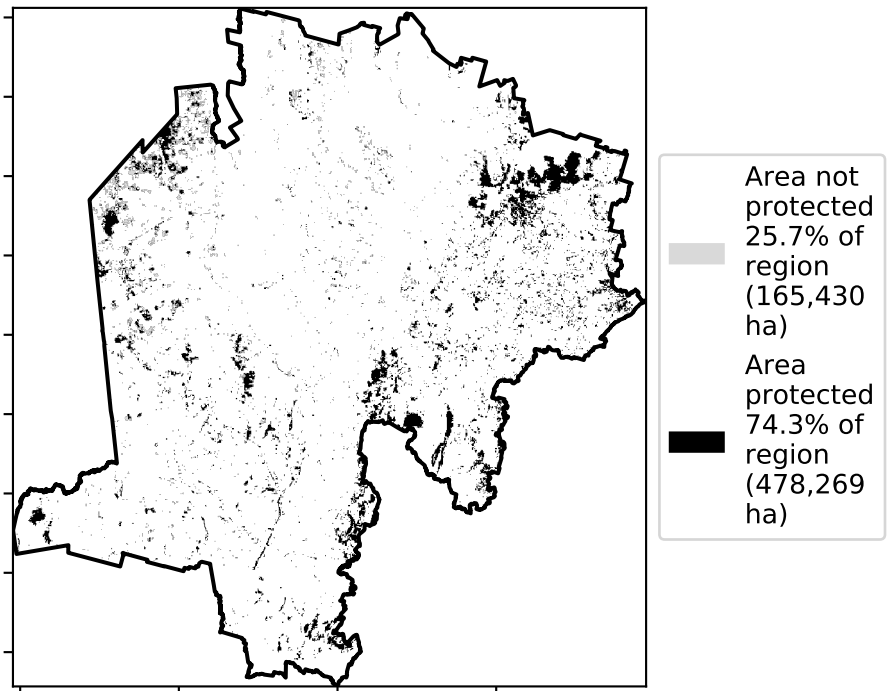 Area not
protected
25.7% of
region
(165,430
ha)
Area
protected
74.3% of
region
(478,269
ha)